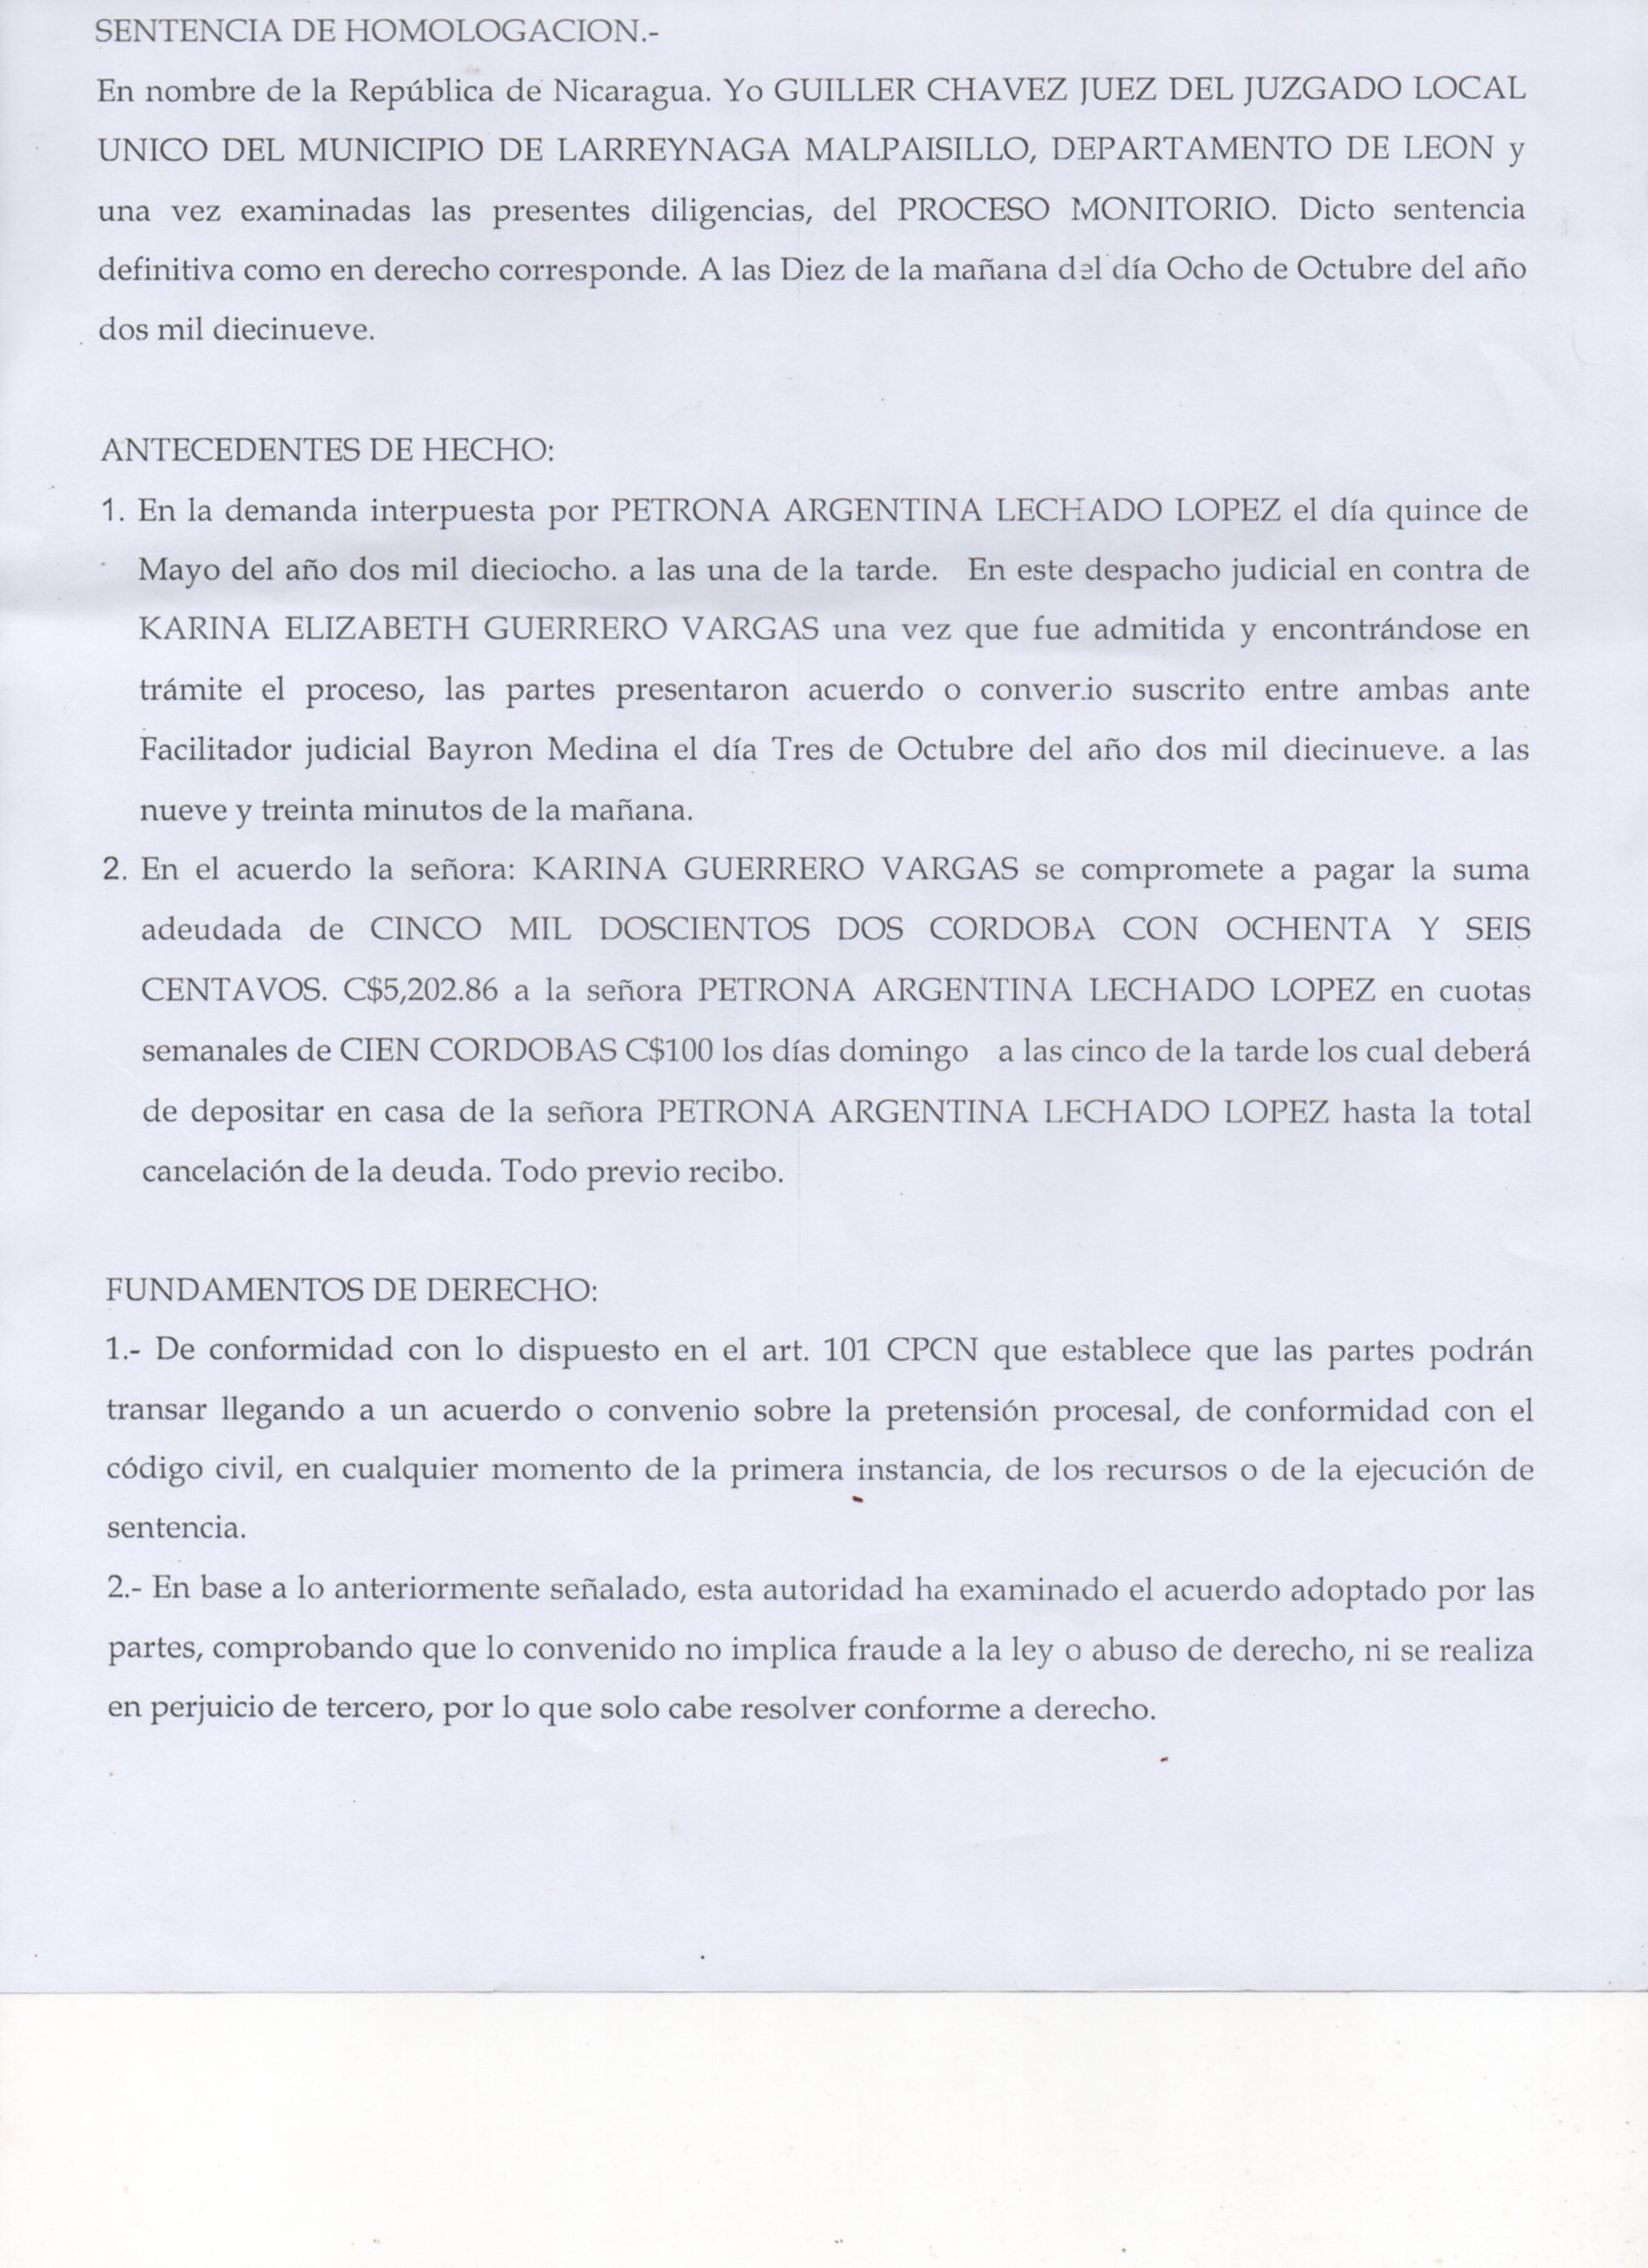 SENTENCIA DE HOMOLOGACION.-
En nombre de la República de Nicaragua. Yo GUILLER CHAVEZ JUEZ DEL JUZGADO LOCAL
UNICO DEL MUNICIPIO DE LARREYNAGA MALPAISILLO, DEPARTAMENTO DE LEON y
una vez examinadas las presentes diligencias, del PROCESO MONITORIO. Dicto sentencia
definitiva como en derecho corresponde. A las Diez de la mañana del día Ocho de Octubre del año
dos mil diecinueve.
ANTECEDENTES DE HECHO:
1. En la demanda interpuesta por PETRONA ARGENTINA LECHADO LOPEZ el día quince de
Mayo del año dos mil dieciocho. a las una de la tarde. En este despacho judicial en contra de
KARINA ELIZABETH GUERRERO VARGAS una vez que fue admitida y encontrándose en
trámite el proceso, las partes presentaron acuerdo o convenio suscrito entre ambas ante
Facilitador judicial Bayron Medina el día Tres de Octubre del año dos mil diecinueve. a las
nueve y treinta minutos de la mañana.
2. En el acuerdo la señora: KARINA GUERRERO VARGAS se compromete a pagar la suma
adeudada de CINCO MIL DOSCIENTOS DOS CORDOBA CON OCHENTA Y SEIS
CENTAVOS. C$5,202.86 a la señora PETRONA ARGENTINA LECHADO LOPEZ en cuotas
semanales de CIEN CORDOBAS C$100 los días domingo a las cinco de la tarde los cual deberá
de depositar en casa de la señora PETRONA ARGENTINA LECHADO LOPEZ hasta la total
cancelación de la deuda. Todo previo recibo.
FUNDAMENTOS DE DERECHO:
1.- De conformidad con lo dispuesto en el art. 101 CPCN que establece que las partes podrán
transar llegando a un acuerdo o convenio sobre la pretensión procesal, de conformidad con el
código civil, en cualquier momento de la primera instancia, de los recursos o de la ejecución de
sentencia.
2.- En base a lo anteriormente señalado, esta autoridad ha examinado el acuerdo adoptado por las
partes, comprobando que lo convenido no implica fraude a la ley o abuso de derecho, ni se realiza
en perjuicio de tercero, por lo que solo cabe resolver conforme a derecho.